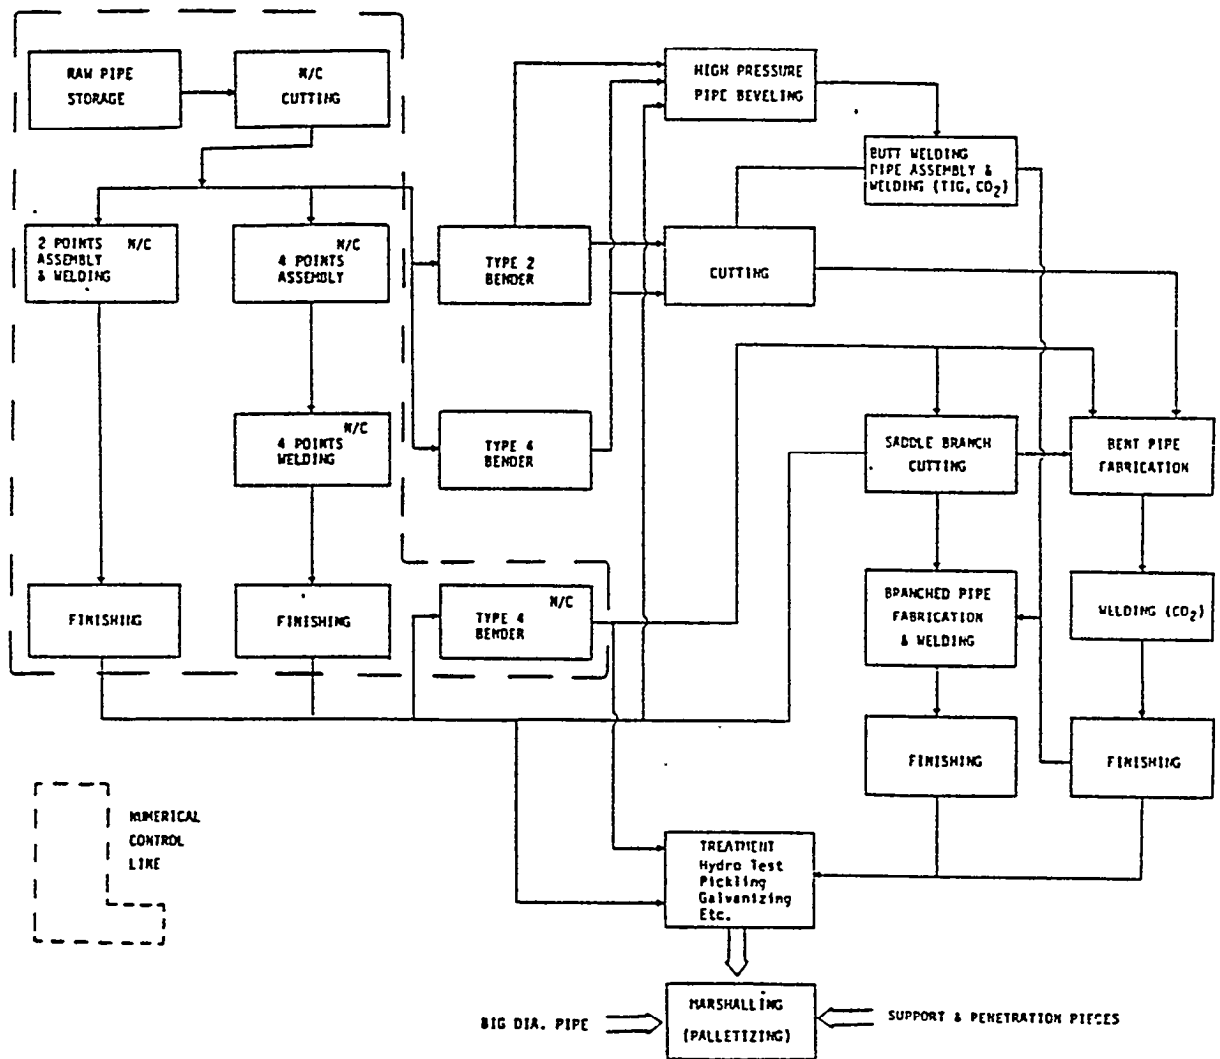 RAW PIPE
STORAGE
N/C
CUTTING
HIGH PRESSURE
PIPE BEVELING
BUTT WELDING
PIPE ASSEMBLY &
WELDING (TIG, CO2)
2 POINTS N/C
ASSEMBLY
& WELDING
N/C
4 POINTS
ASSEMBLY
TYPE 2
BENDER
CUTTING
N/C
4 POINTS
WELDING
TYPE 4
BENDER
SADDLE BRANCH
CUTTING
BENT PIPE
FABRICATION
FINISHING
FINISHING
N/C
TYPE 4
BENDER
BRANCHED PIPE
FABRICATION
& WELDING
WELDING (CO2)
FINISHING
FINISHING
NUMERICAL
CONTROL
LINE
TREATMENT
Hydro Test
Pickling
Galvanizing
Etc.
MARSHALLING
(PALLETIZING)
BIG DIA. PIPE
SUPPORT & PENETRATION PIECES